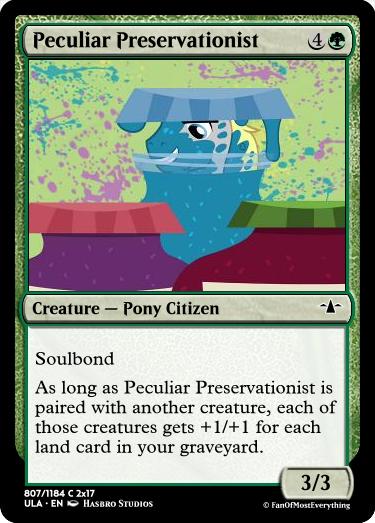 Peculiar Preservationist 4
Creature — Pony Citizen
Soulbond
As long as Peculiar Preservationist is
paired with another creature, each of
those creatures gets +1/+1 for each
land card in your graveyard.
3/3
807/1184 C 2x17
ULA • EN Hasbro Studios
© FanOfMostEverything